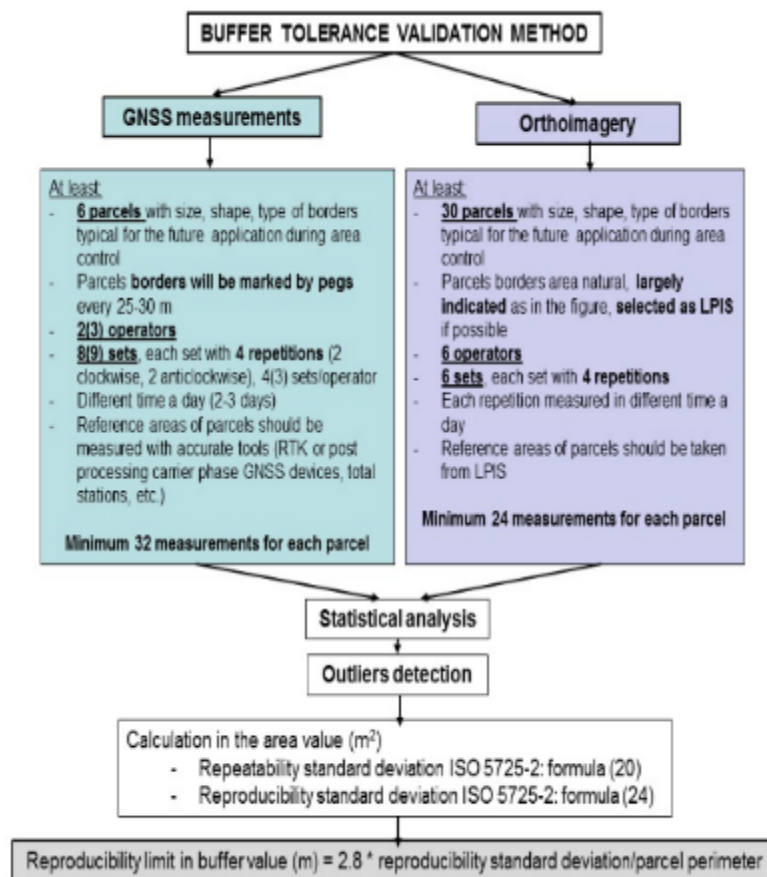 BUFFER TOLERANCE VALIDATION METHOD
GNSS measurements
At least:
- 6 parcels with size, shape, type of borders
typical for the future application during area
control
- Parcels borders will be marked by pegs
every 25-30 m
- 2(3) operators
- 8(9) sets, each set with 4 repetitions (2
clockwise, 2 anticlockwise), 4(3) sets/operator
- Different time a day (2-3 days)
- Reference areas of parcels should be
measured with accurate tools (RTK or post
processing carrier phase GNSS devices, total
stations, etc.)
Minimum 32 measurements for each parcel
Orthoimagery
At least:
- 30 parcels with size, shape, type of borders
typical for the future application during area
control
- Parcels borders area natural, largely
indicated as in the figure, selected as LPIS
if possible
- 6 operators
- 6 sets, each set with 4 repetitions
- Each repetition measured in different time a
day
- Reference areas of parcels should be taken
from LPIS
Minimum 24 measurements for each parcel
Statistical analysis
Outliers detection
Calculation in the area value (m²)
- Repeatability standard deviation ISO 5725-2: formula (20)
- Reproducibility standard deviation ISO 5725-2: formula (24)
Reproducibility limit in buffer value (m) = 2.8 * reproducibility standard deviation/parcel perimeter